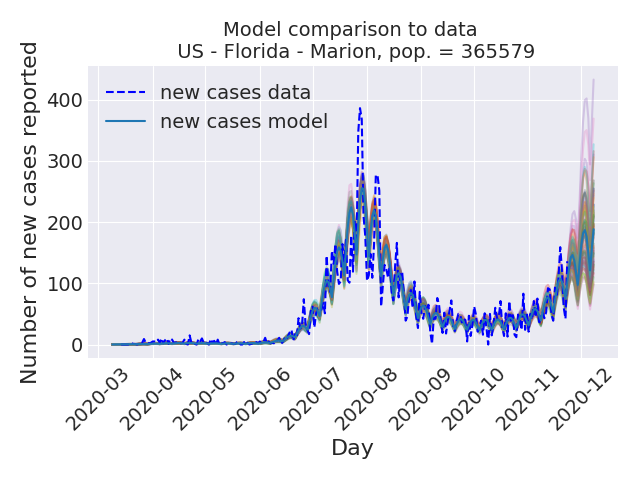 Model comparison to data
US - Florida - Marion, pop. = 365579
Number of new cases reported
400
300
200
100
0
new cases data
new cases model
2020-03
2020-04
2020-05
2020-06
2020-07
2020-08
2020-09
2020-10
2020-11
2020-12
Day